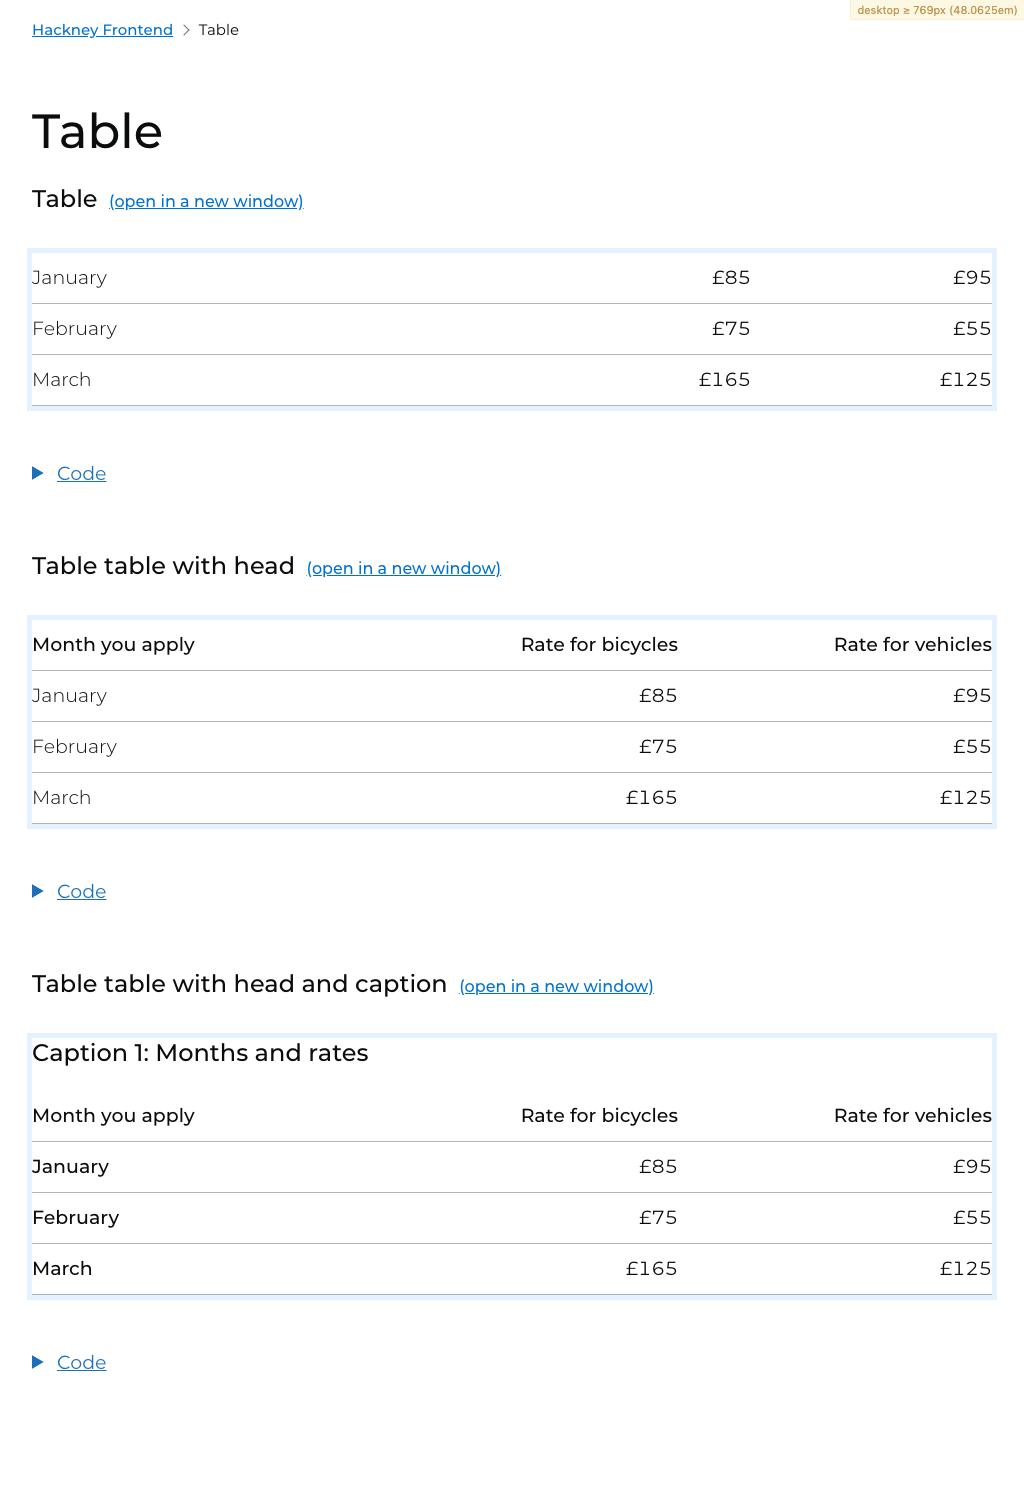 desktop ≥ 769px (48.0625em)
Hackney Frontend > Table
Table
Table (open in a new window)
January £85 £95
February £75 £55
March £165 £125
Code
Table table with head (open in a new window)
Month you apply Rate for bicycles Rate for vehicles
January £85 £95
February £75 £55
March £165 £125
Code
Table table with head and caption (open in a new window)
Caption 1: Months and rates
Month you apply Rate for bicycles Rate for vehicles
January £85 £95
February £75 £55
March £165 £125
Code